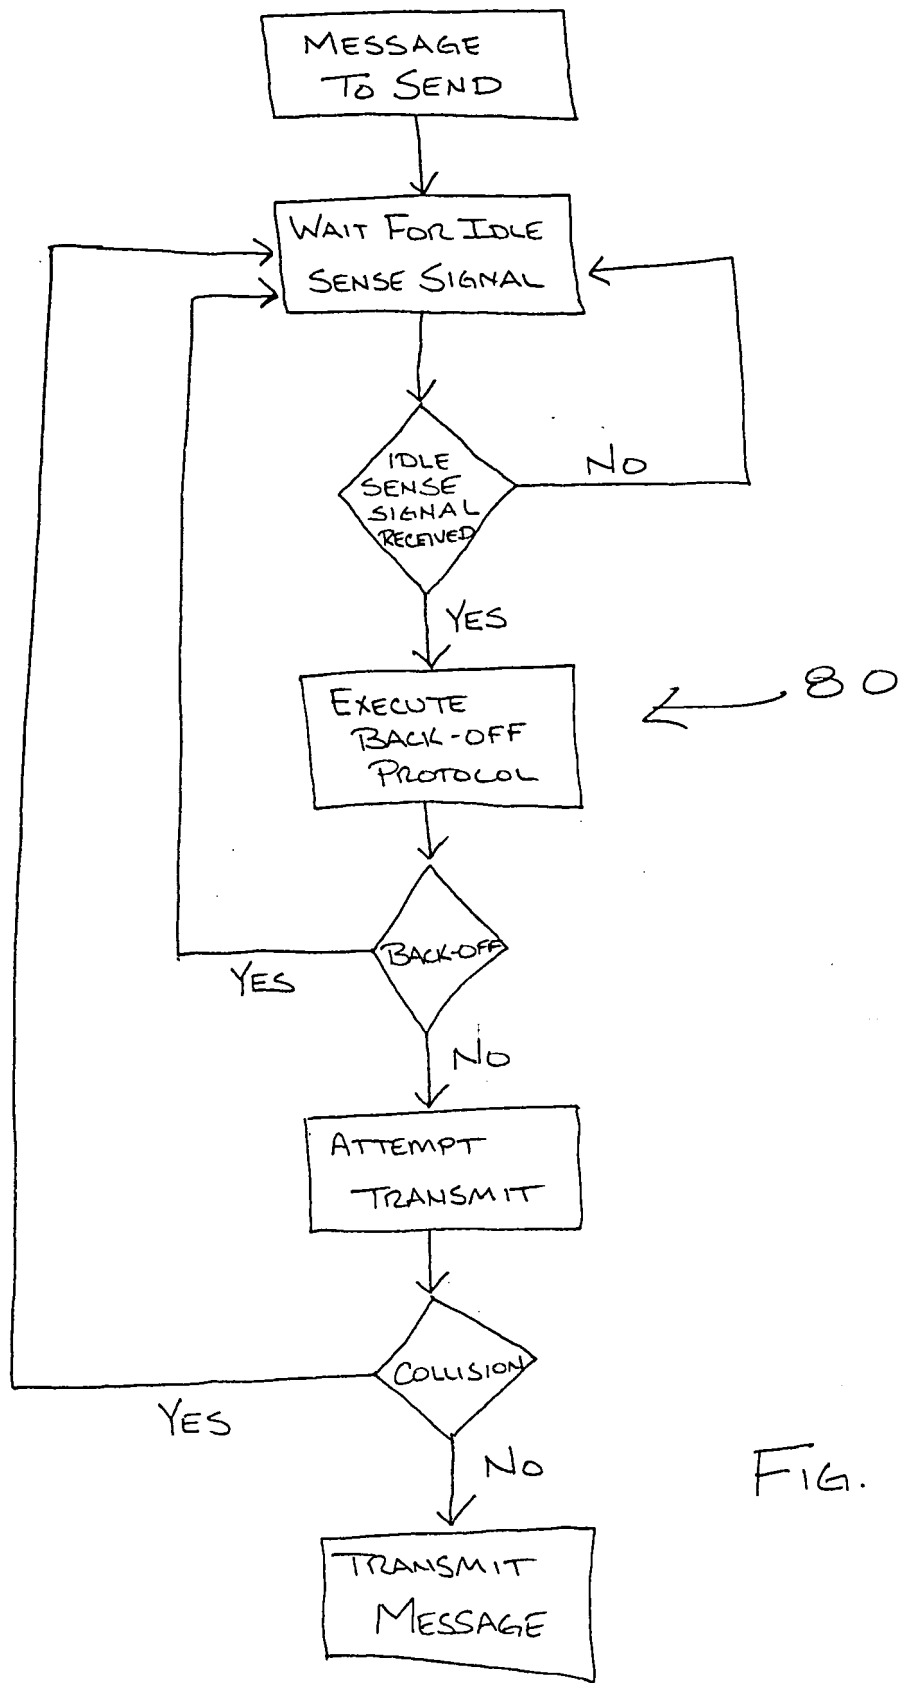 MESSAGE
TO SEND
WAIT FOR IDLE
SENSE SIGNAL
IDLE
SENSE
SIGNAL
RECEIVED
NO
YES
EXECUTE
BACK-OFF
PROTOCOL
80
BACK-OFF
YES
NO
ATTEMPT
TRANSMIT
COLLISION
YES
NO
FIG.
TRANSMIT
MESSAGE